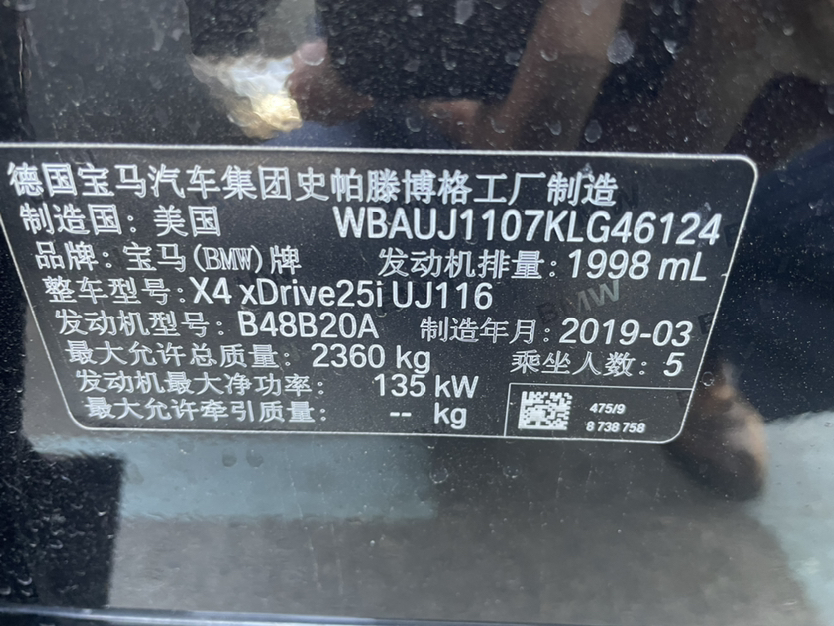 德国宝马汽车集团史帕滕博格工厂制造
制造国: 美国 WBAUJ1107KLG46124
品牌: 宝马(BMW)牌 发动机排量: 1998 mL
整车型号: X4 xDrive25i UJ116
发动机型号: B48B20A 制造年月: 2019-03
最大允许总质量: 2360 kg 乘坐人数: 5
发动机最大净功率: 135 kW
最大允许牵引质量: -- kg
475/9
8 738 758
BMW